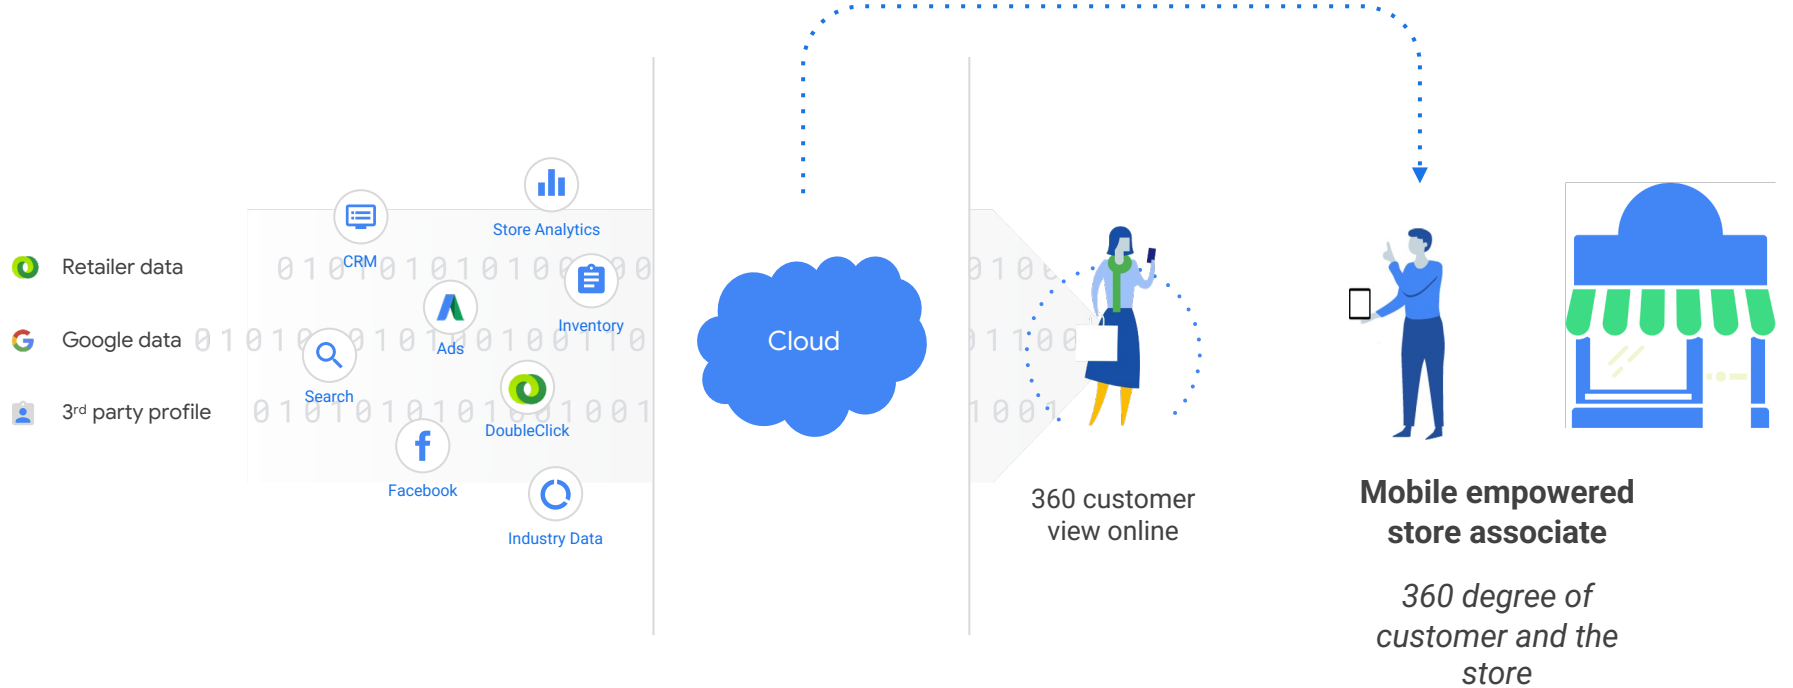 Retailer data
Google data
3rd party profile
CRM
Store Analytics
Inventory
Ads
Search
DoubleClick
Facebook
Industry Data
Cloud
360 customer
view online
Mobile empowered
store associate
360 degree of
customer and the
store